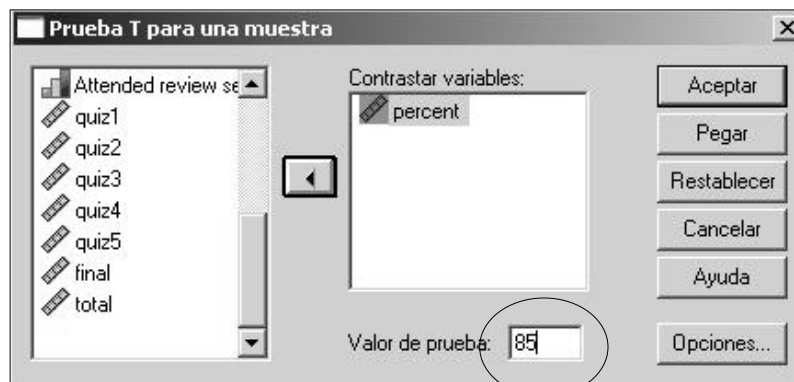 Prueba T para una muestra
Attended review se
quiz1
quiz2
quiz3
quiz4
quiz5
final
total
Contrastar variables:
percent
Valor de prueba: 85
Aceptar
Pegar
Restablecer
Cancelar
Ayuda
Opciones...